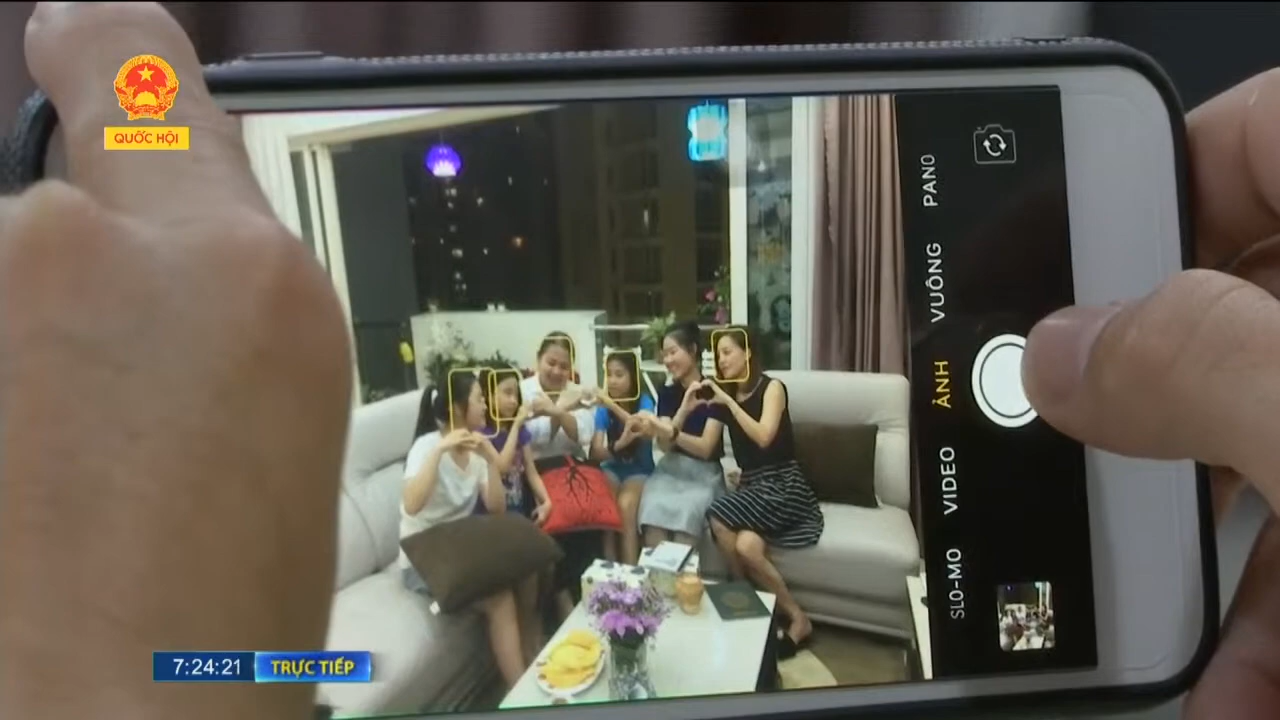 QUỐC HỘI
PANO
VUÔNG
ẢNH
VIDEO
SLO-MO
7:24:21 TRỰC TIẾP